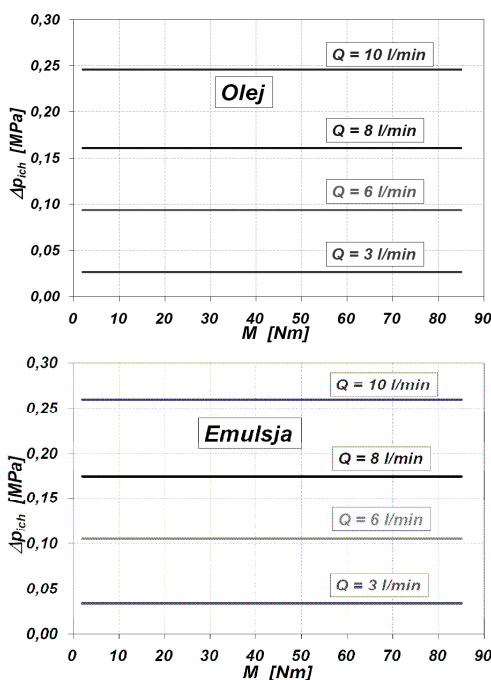 0,30
Q = 10 l/min
0,25
Olej
0,20
Q = 8 l/min
0,15
Q = 6 l/min
0,10
Q = 3 l/min
0,05
0,00
Δp_ich [MPa]
0 10 20 30 40 50 60 70 80 90
M [Nm]
0,30
Q = 10 l/min
0,25
Emulsja
0,20
Q = 8 l/min
0,15
Q = 6 l/min
0,10
Q = 3 l/min
0,05
0,00
Δp_ich [MPa]
0 10 20 30 40 50 60 70 80 90
M [Nm]